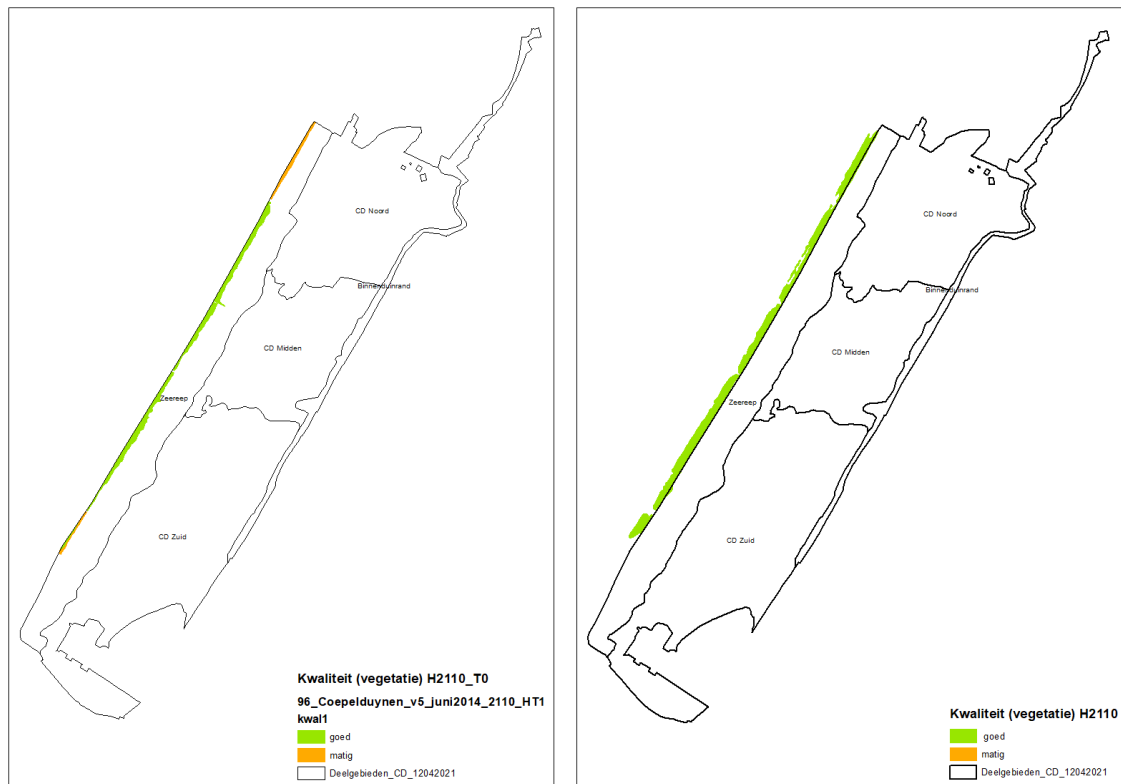 CD Noord
Binnenduinrand
CD Midden
Zeereep
CD Zuid
Kwaliteit (vegetatie) H2110_T0
96_Coepelduynen_v5_juni2014_2110_HT1
kwal1
goed
matig
Deelgebieden_CD_12042021
CD Noord
Binnenduinrand
CD Midden
Zeereep
CD Zuid
Kwaliteit (vegetatie) H2110
goed
matig
Deelgebieden_CD_12042021